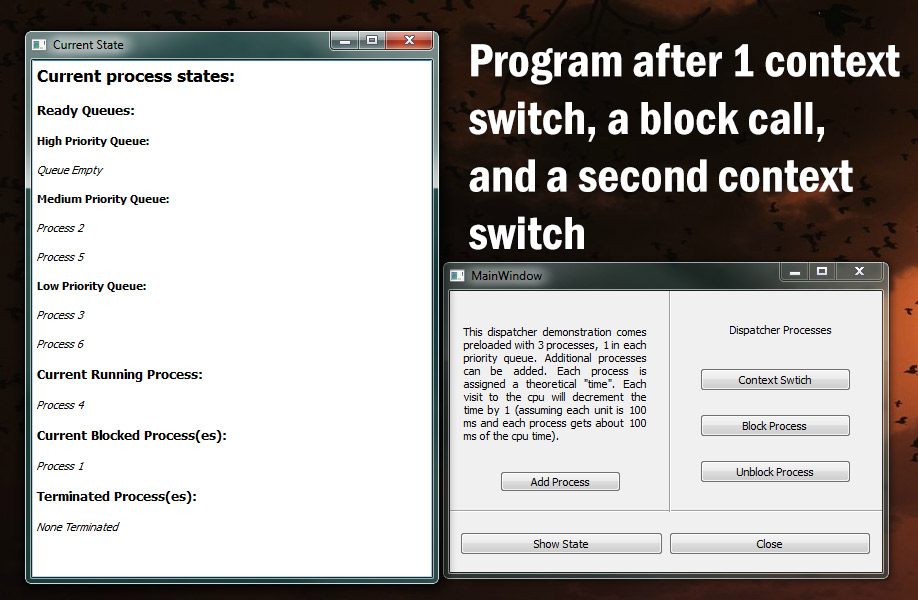 Current State
Current process states:
Ready Queues:
High Priority Queue:
Queue Empty
Medium Priority Queue:
Process 2
Process 5
Low Priority Queue:
Process 3
Process 6
Current Running Process:
Process 4
Current Blocked Process(es):
Process 1
Terminated Process(es):
None Terminated
Program after 1 context
switch, a block call,
and a second context
switch
MainWindow
This dispatcher demonstration comes
preloaded with 3 processes, 1 in each
priority queue. Additional processes
can be added. Each process is
assigned a theoretical "time". Each
visit to the cpu will decrement the
time by 1 (assuming each unit is 100
ms and each process gets about 100
ms of the cpu time).
Add Process
Dispatcher Processes
Context Swtich
Block Process
Unblock Process
Show State
Close